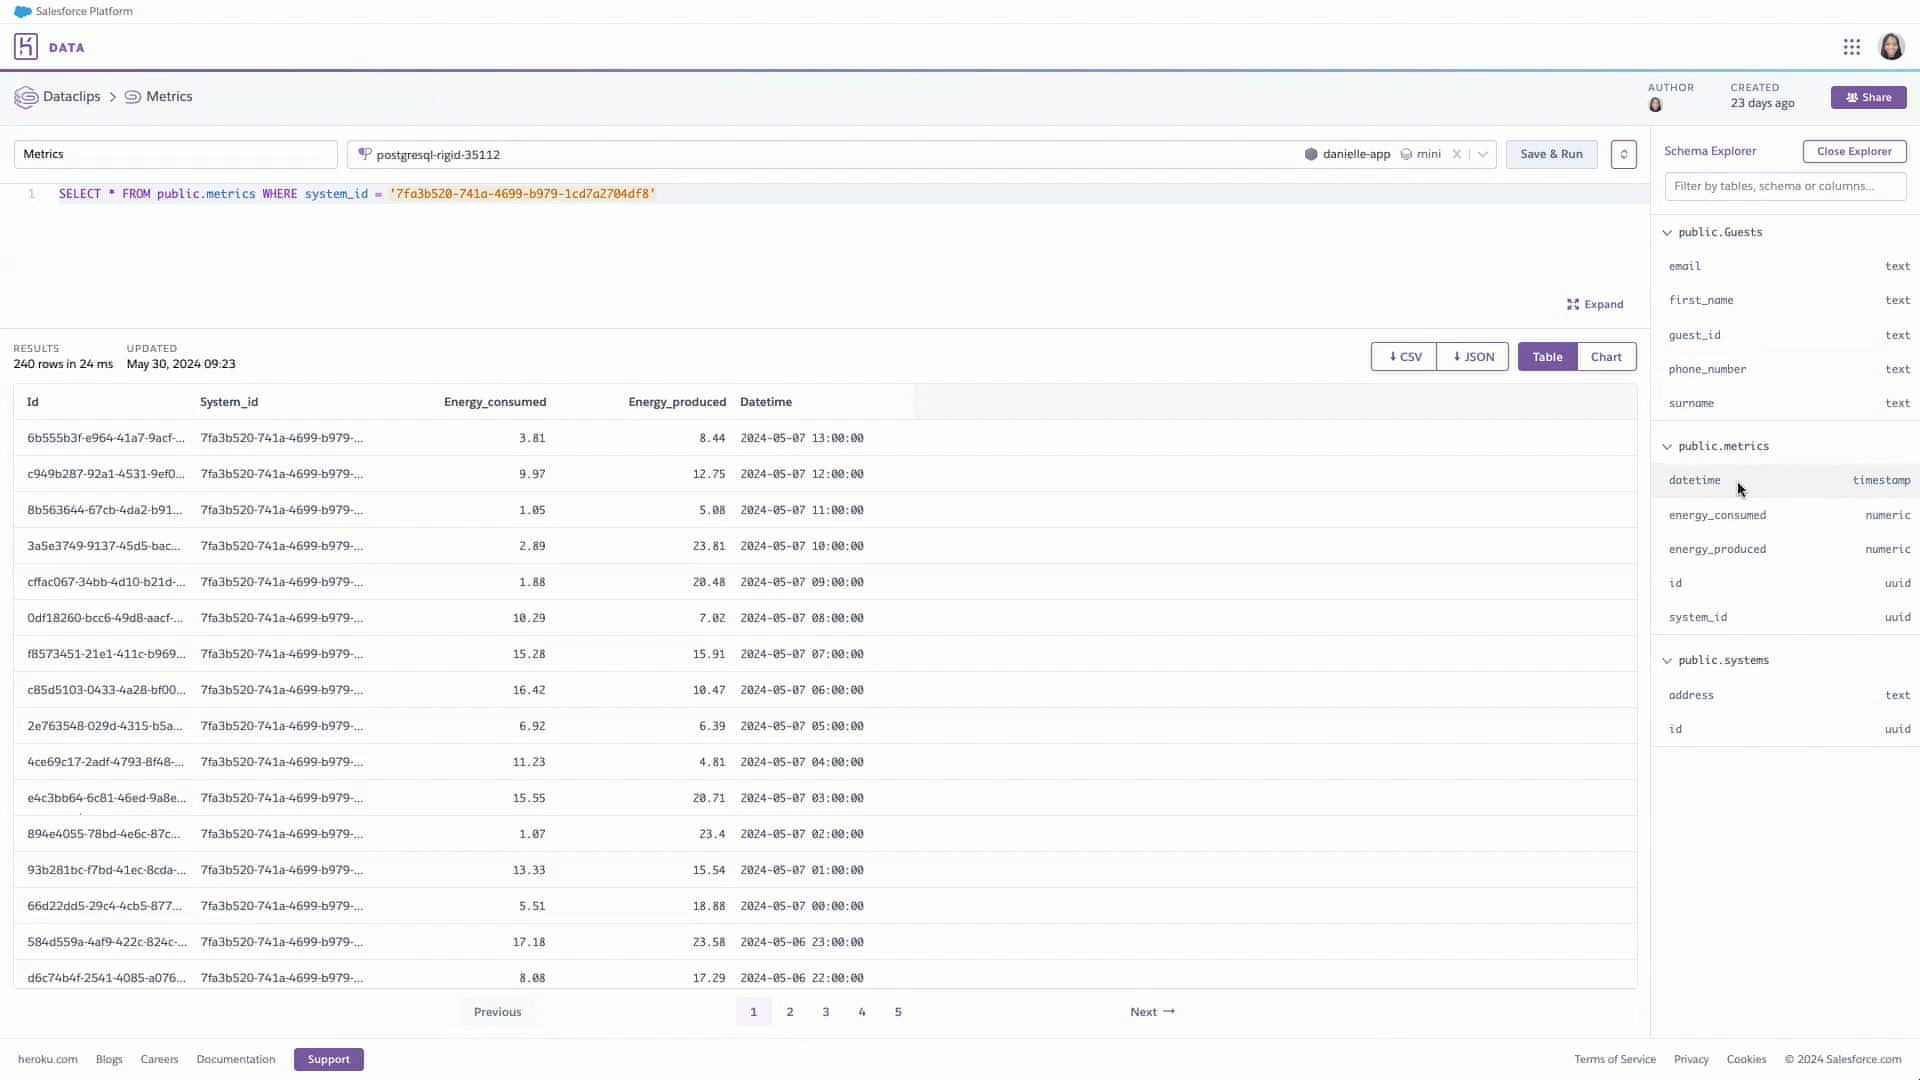 Salesforce Platform
DATA
Dataclips > Metrics
AUTHOR
CREATED
23 days ago
Share
Metrics
postgresql-rigid-35112
danielle-app
mini
Save & Run
1 SELECT * FROM public.metrics WHERE system_id = '7fa3b520-741a-4699-b979-1cd7a2704df8'
Expand
RESULTS
240 rows in 24 ms
UPDATED
May 30, 2024 09:23
CSV
JSON
Table
Chart
Id System_id Energy_consumed Energy_produced Datetime
6b555b3f-e964-41a7-9acf-... 7fa3b520-741a-4699-b979-... 3.81 8.44 2024-05-07 13:00:00
c949b287-92a1-4531-9ef0... 7fa3b520-741a-4699-b979-... 9.97 12.75 2024-05-07 12:00:00
8b563644-67cb-4da2-b91... 7fa3b520-741a-4699-b979-... 1.05 5.08 2024-05-07 11:00:00
3a5e3749-9137-45d5-bac... 7fa3b520-741a-4699-b979-... 2.89 23.81 2024-05-07 10:00:00
cffac067-34bb-4d10-b21d-... 7fa3b520-741a-4699-b979-... 1.88 20.48 2024-05-07 09:00:00
0df18260-bcc6-49d8-aacf-... 7fa3b520-741a-4699-b979-... 10.29 7.02 2024-05-07 08:00:00
f8573451-21e1-411c-b969... 7fa3b520-741a-4699-b979-... 15.28 15.91 2024-05-07 07:00:00
c85d5103-0433-4a28-bf00... 7fa3b520-741a-4699-b979-... 16.42 10.47 2024-05-07 06:00:00
2e763548-029d-4315-b5a... 7fa3b520-741a-4699-b979-... 6.92 6.39 2024-05-07 05:00:00
4ce69c17-2adf-4793-8f48-... 7fa3b520-741a-4699-b979-... 11.23 4.81 2024-05-07 04:00:00
e4c3bb64-6c81-46ed-9a8e... 7fa3b520-741a-4699-b979-... 15.55 20.71 2024-05-07 03:00:00
894e4055-78bd-4e6c-87c... 7fa3b520-741a-4699-b979-... 1.07 23.4 2024-05-07 02:00:00
93b281bc-f7bd-41ec-8cda-... 7fa3b520-741a-4699-b979-... 13.33 15.54 2024-05-07 01:00:00
66d22dd5-29c4-4cb5-877... 7fa3b520-741a-4699-b979-... 5.51 18.88 2024-05-07 00:00:00
584d559a-4af9-422c-824c-... 7fa3b520-741a-4699-b979-... 17.18 23.58 2024-05-06 23:00:00
d6c74b4f-2541-4085-a076... 7fa3b520-741a-4699-b979-... 8.08 17.29 2024-05-06 22:00:00
Previous 1 2 3 4 5 Next →
Schema Explorer
Close Explorer
Filter by tables, schema or columns...
public.Guests
email text
first_name text
guest_id text
phone_number text
surname text
public.metrics
datetime timestamp
energy_consumed numeric
energy_produced numeric
id uuid
system_id uuid
public.systems
address text
id uuid
heroku.com Blogs Careers Documentation Support
Terms of Service Privacy Cookies © 2024 Salesforce.com